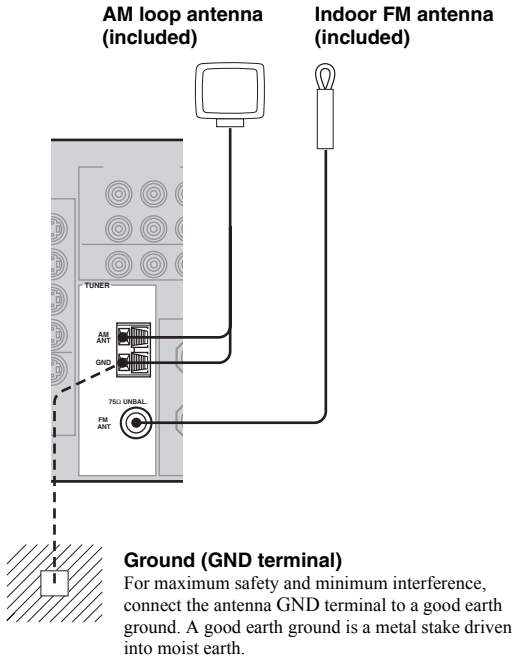 AM loop antenna
(included)
Indoor FM antenna
(included)
TUNER
AM
ANT
GND
75Ω UNBAL.
FM
ANT
Ground (GND terminal)
For maximum safety and minimum interference,
connect the antenna GND terminal to a good earth
ground. A good earth ground is a metal stake driven
into moist earth.